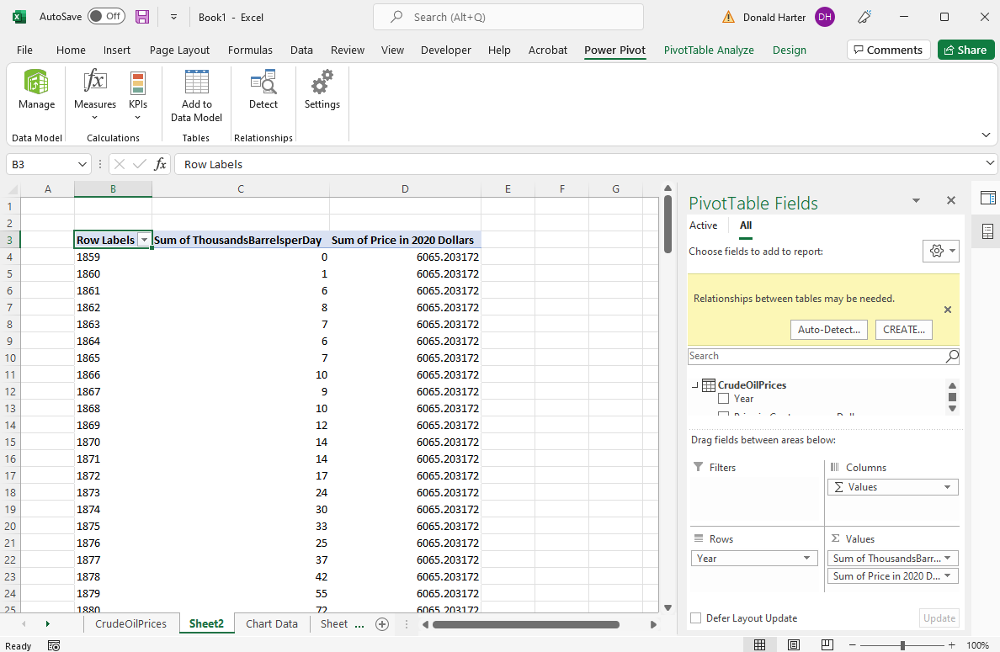 AutoSave Off Book1 - Excel Search (Alt+Q) Donald Harter DH
File Home Insert Page Layout Formulas Data Review View Developer Help Acrobat Power Pivot PivotTable Analyze Design Comments Share
Manage Measures KPIs Add to Data Model Detect Settings
Data Model Calculations Tables Relationships
B3 fx Row Labels
A B C D E F G
1
2
3 Row Labels Sum of ThousandsBarrelsperDay Sum of Price in 2020 Dollars
4 1859 0 6065.203172
5 1860 1 6065.203172
6 1861 6 6065.203172
7 1862 8 6065.203172
8 1863 7 6065.203172
9 1864 6 6065.203172
10 1865 7 6065.203172
11 1866 10 6065.203172
12 1867 9 6065.203172
13 1868 10 6065.203172
14 1869 12 6065.203172
15 1870 14 6065.203172
16 1871 14 6065.203172
17 1872 17 6065.203172
18 1873 24 6065.203172
19 1874 30 6065.203172
20 1875 33 6065.203172
21 1876 25 6065.203172
22 1877 37 6065.203172
23 1878 42 6065.203172
24 1879 55 6065.203172
25 1880 72 6065.203172
PivotTable Fields
Active All
Choose fields to add to report:
Relationships between tables may be needed.
Auto-Detect... CREATE...
Search
CrudeOilPrices
Year
Drag fields between areas below:
Filters Columns
Σ Values
Rows Σ Values
Year Sum of ThousandsBarr...
Sum of Price in 2020 D...
Defer Layout Update Update
CrudeOilPrices Sheet2 Chart Data Sheet ...
Ready 100%